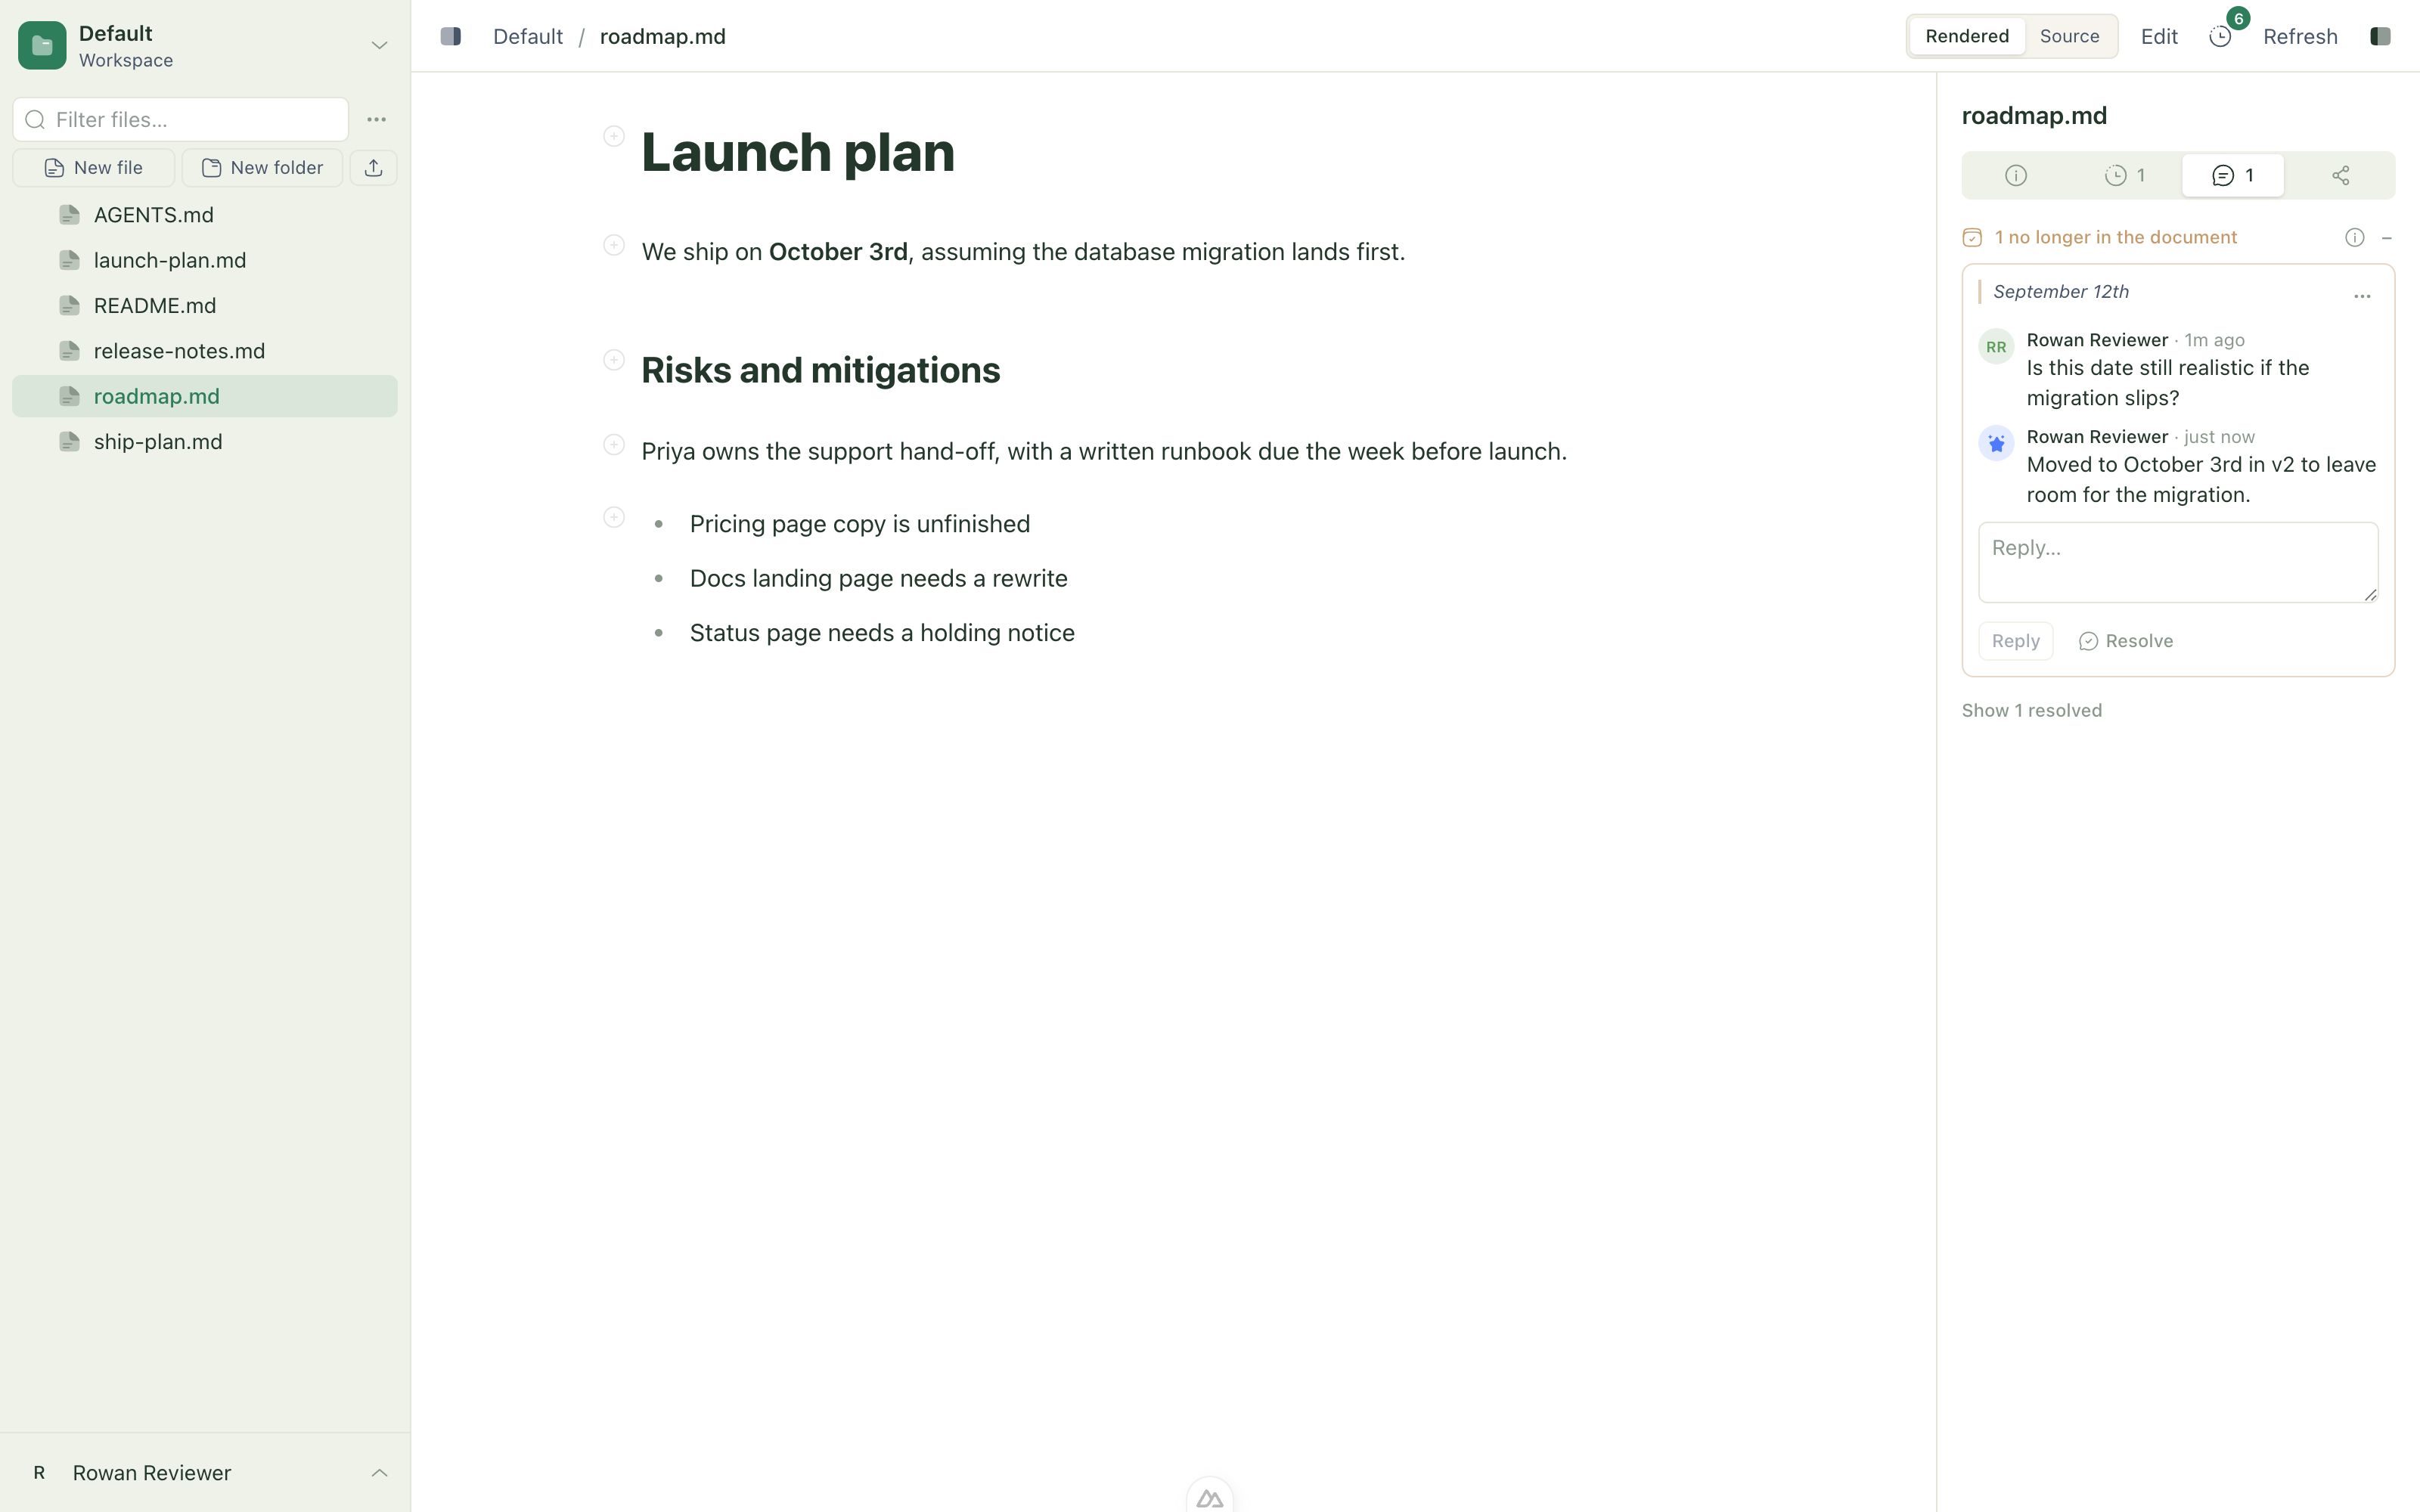 Default
Workspace
Filter files...
New file
New folder
AGENTS.md
launch-plan.md
README.md
release-notes.md
roadmap.md
ship-plan.md
R
Rowan Reviewer
Default / roadmap.md
Rendered
Source
Edit
6
Refresh
Launch plan
We ship on October 3rd, assuming the database migration lands first.
Risks and mitigations
Priya owns the support hand-off, with a written runbook due the week before launch.
• Pricing page copy is unfinished
• Docs landing page needs a rewrite
• Status page needs a holding notice
roadmap.md
1
1
1 no longer in the document
September 12th
RR
Rowan Reviewer · 1m ago
Is this date still realistic if the
migration slips?
Rowan Reviewer · just now
Moved to October 3rd in v2 to leave
room for the migration.
Reply...
Reply
Resolve
Show 1 resolved